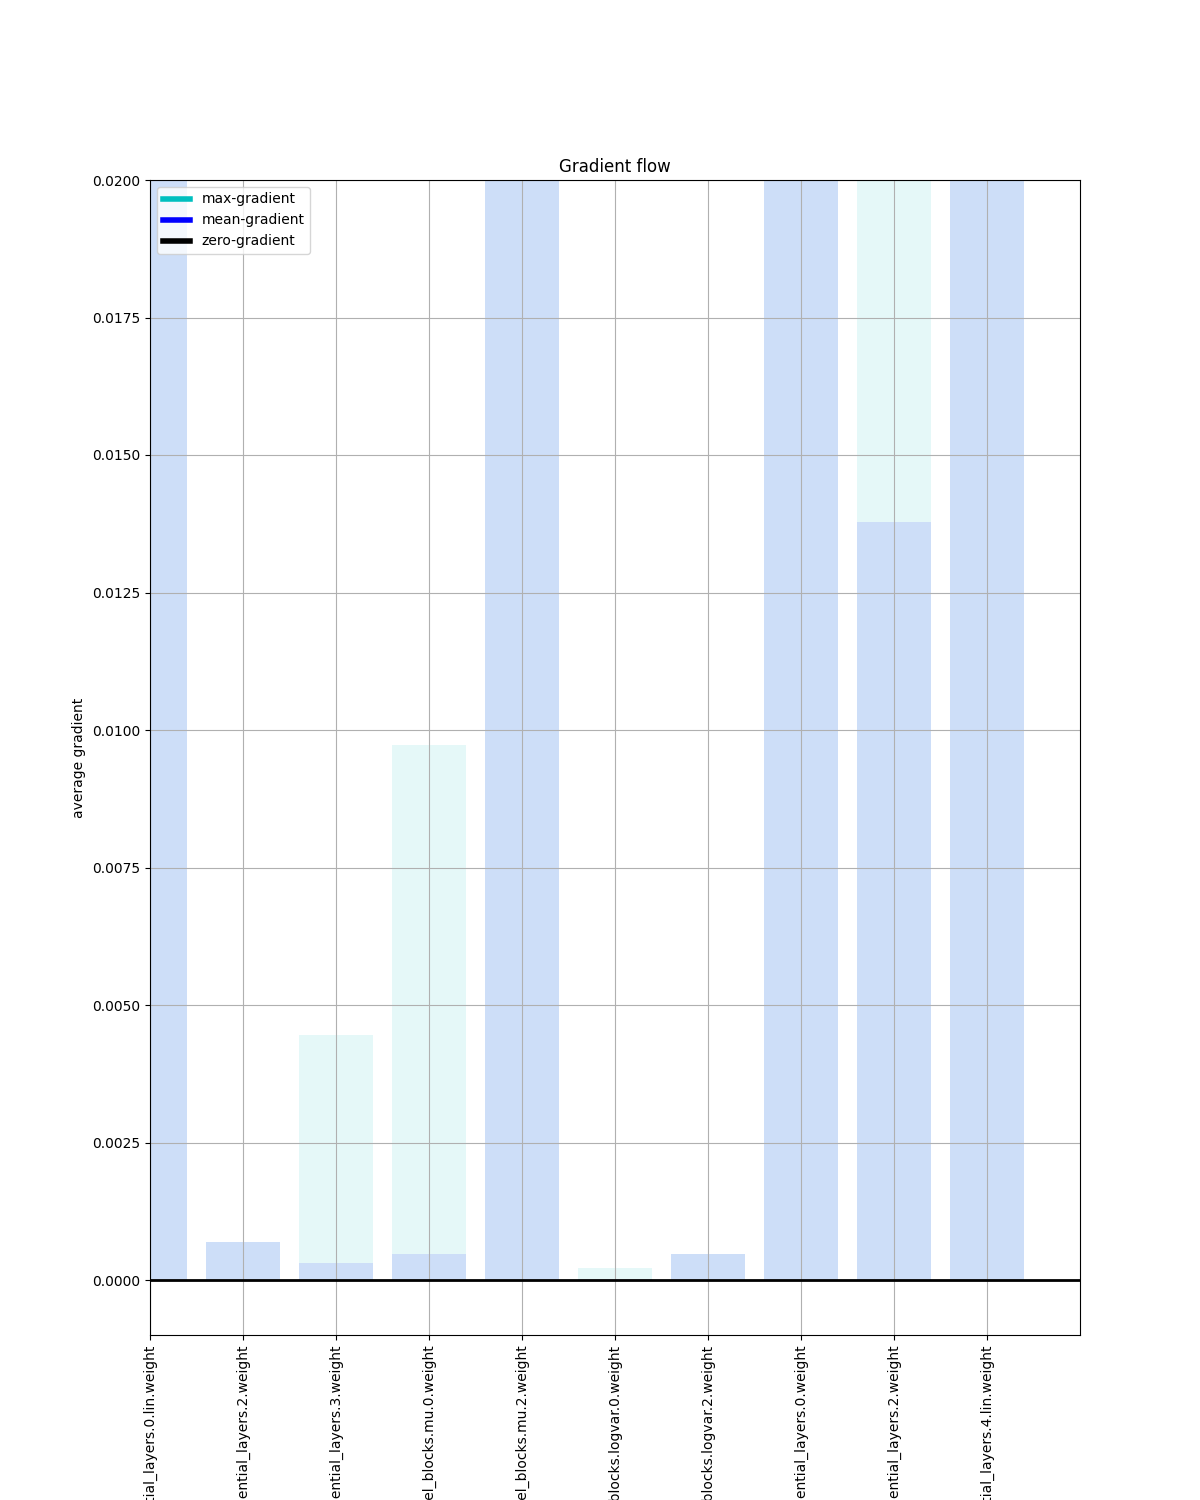 Gradient flow
max-gradient
mean-gradient
zero-gradient
0.0200
0.0175
0.0150
0.0125
0.0100
0.0075
0.0050
0.0025
0.0000
average gradient
tial_layers.0.lin.weight
ential_layers.2.weight
ential_layers.3.weight
el_blocks.mu.0.weight
el_blocks.mu.2.weight
blocks.logvar.0.weight
blocks.logvar.2.weight
ential_layers.0.weight
ential_layers.2.weight
tial_layers.4.lin.weight